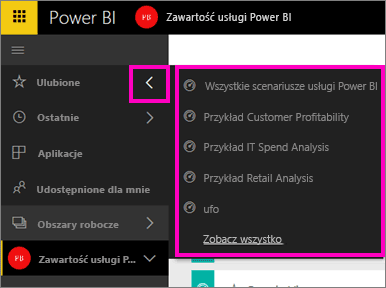 Power BI
PB
Zawartość usługi Power BI
Ulubione
Ostatnie
Aplikacje
Udostępnione dla mnie
Obszary robocze
PB
Zawartość usługi P...
Wszystkie scenariusze usługi Power BI
Przykład Customer Profitability
Przykład IT Spend Analysis
Przykład Retail Analysis
ufo
Zobacz wszystko